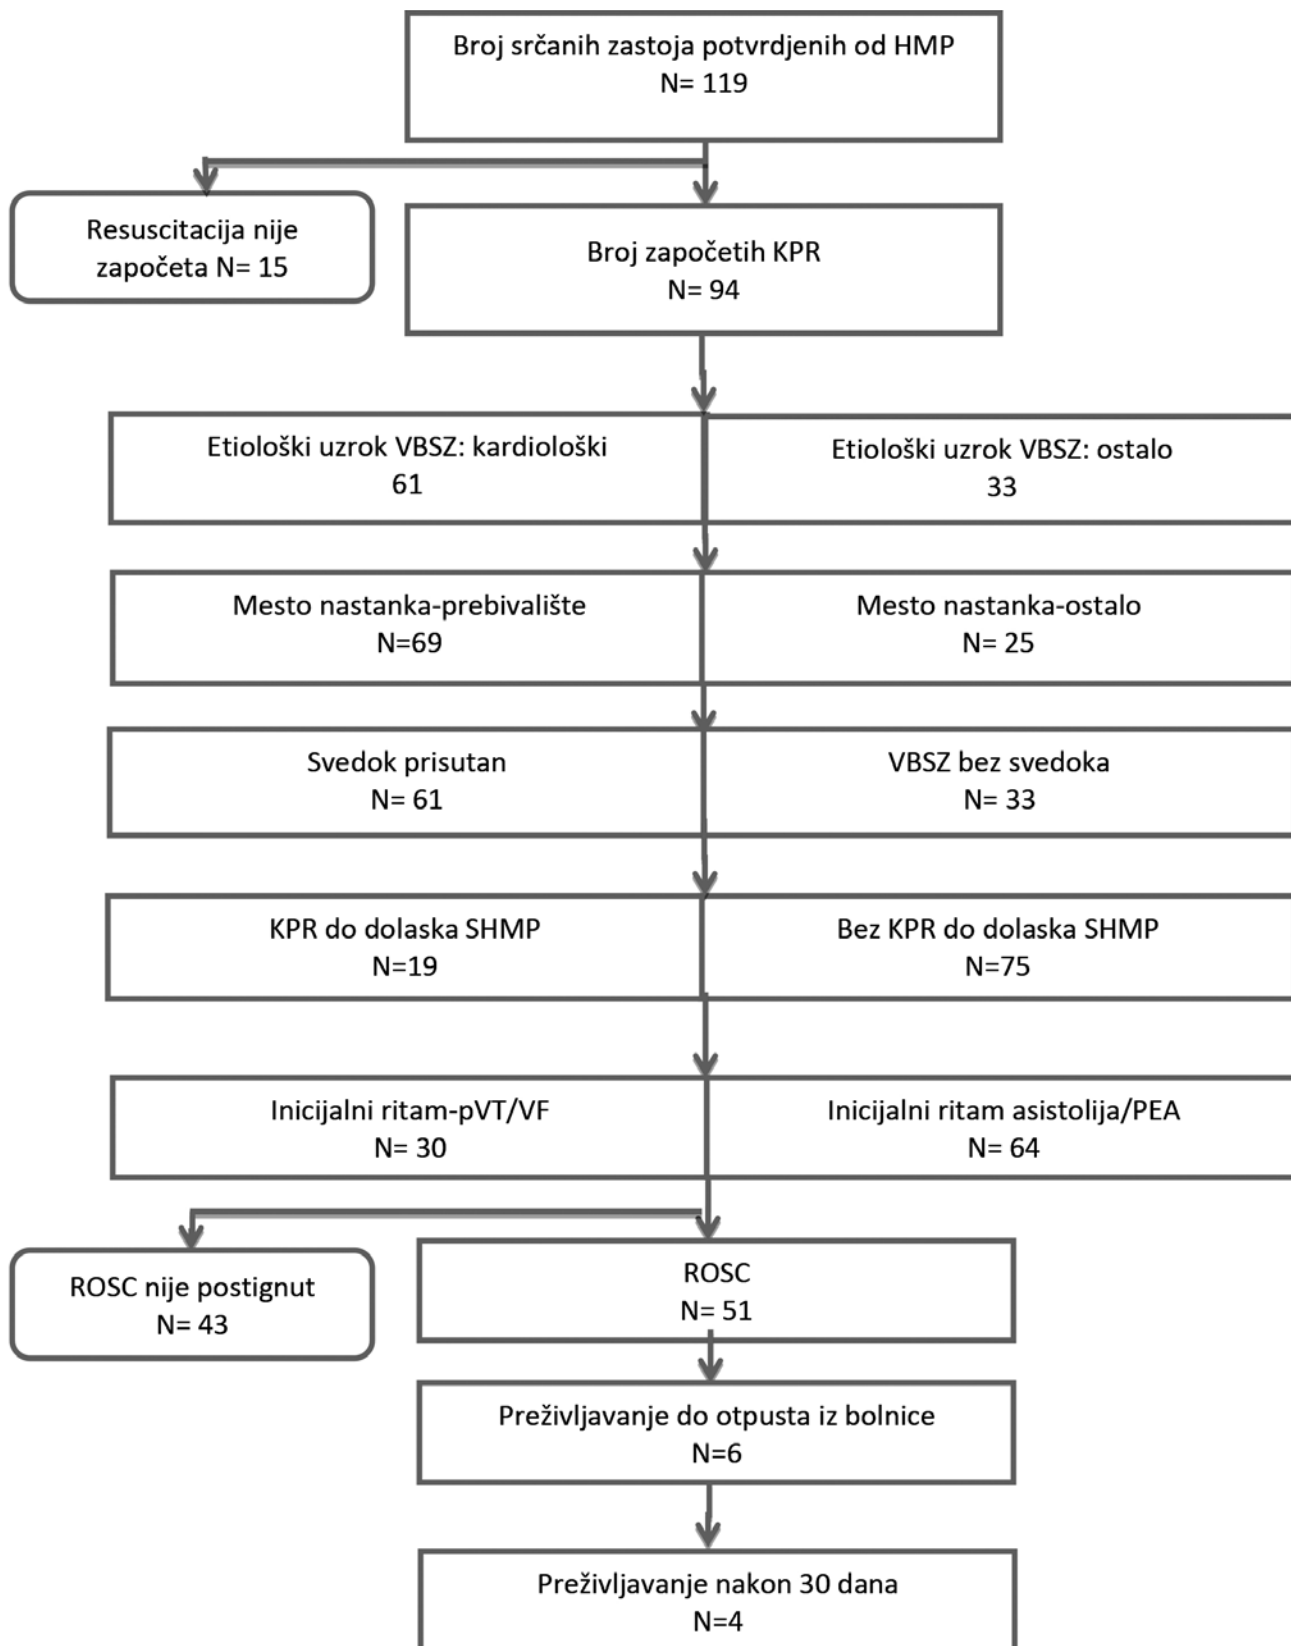 Broj srčanih zastoja potvrdjenih od HMP
N= 119
Resuscitacija nije
započeta N= 15
Broj započetih KPR
N= 94
Etiološki uzrok VBSZ: kardiološki
61
Etiološki uzrok VBSZ: ostalo
33
Mesto nastanka-prebivalište
N=69
Mesto nastanka-ostalo
N= 25
Svedok prisutan
N= 61
VBSZ bez svedoka
N= 33
KPR do dolaska SHMP
N=19
Bez KPR do dolaska SHMP
N=75
Inicijalni ritam-pVT/VF
N= 30
Inicijalni ritam asistolija/PEA
N= 64
ROSC nije postignut
N= 43
ROSC
N= 51
Preživljavanje do otpusta iz bolnice
N=6
Preživljavanje nakon 30 dana
N=4